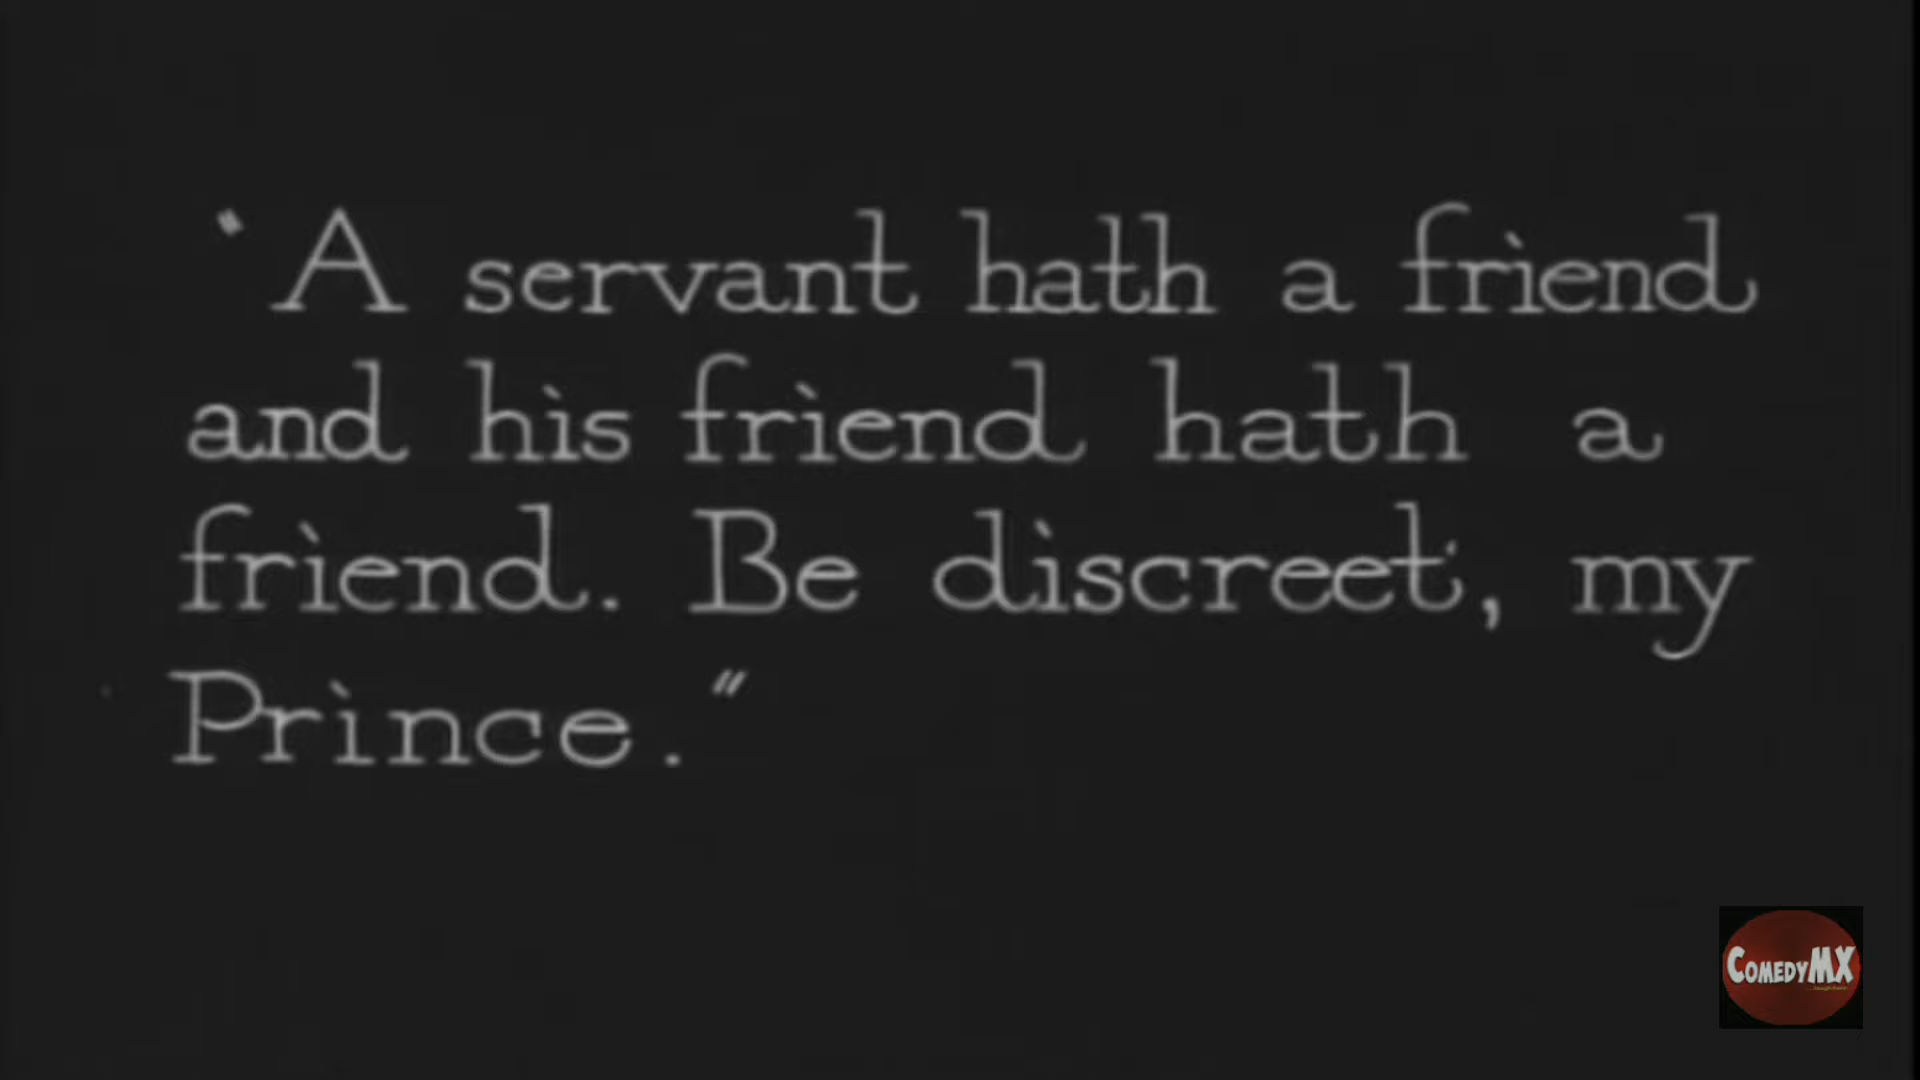 "A servant hath a friend
and his friend hath a
friend. Be discreet, my
Prince."
COMEDYMX